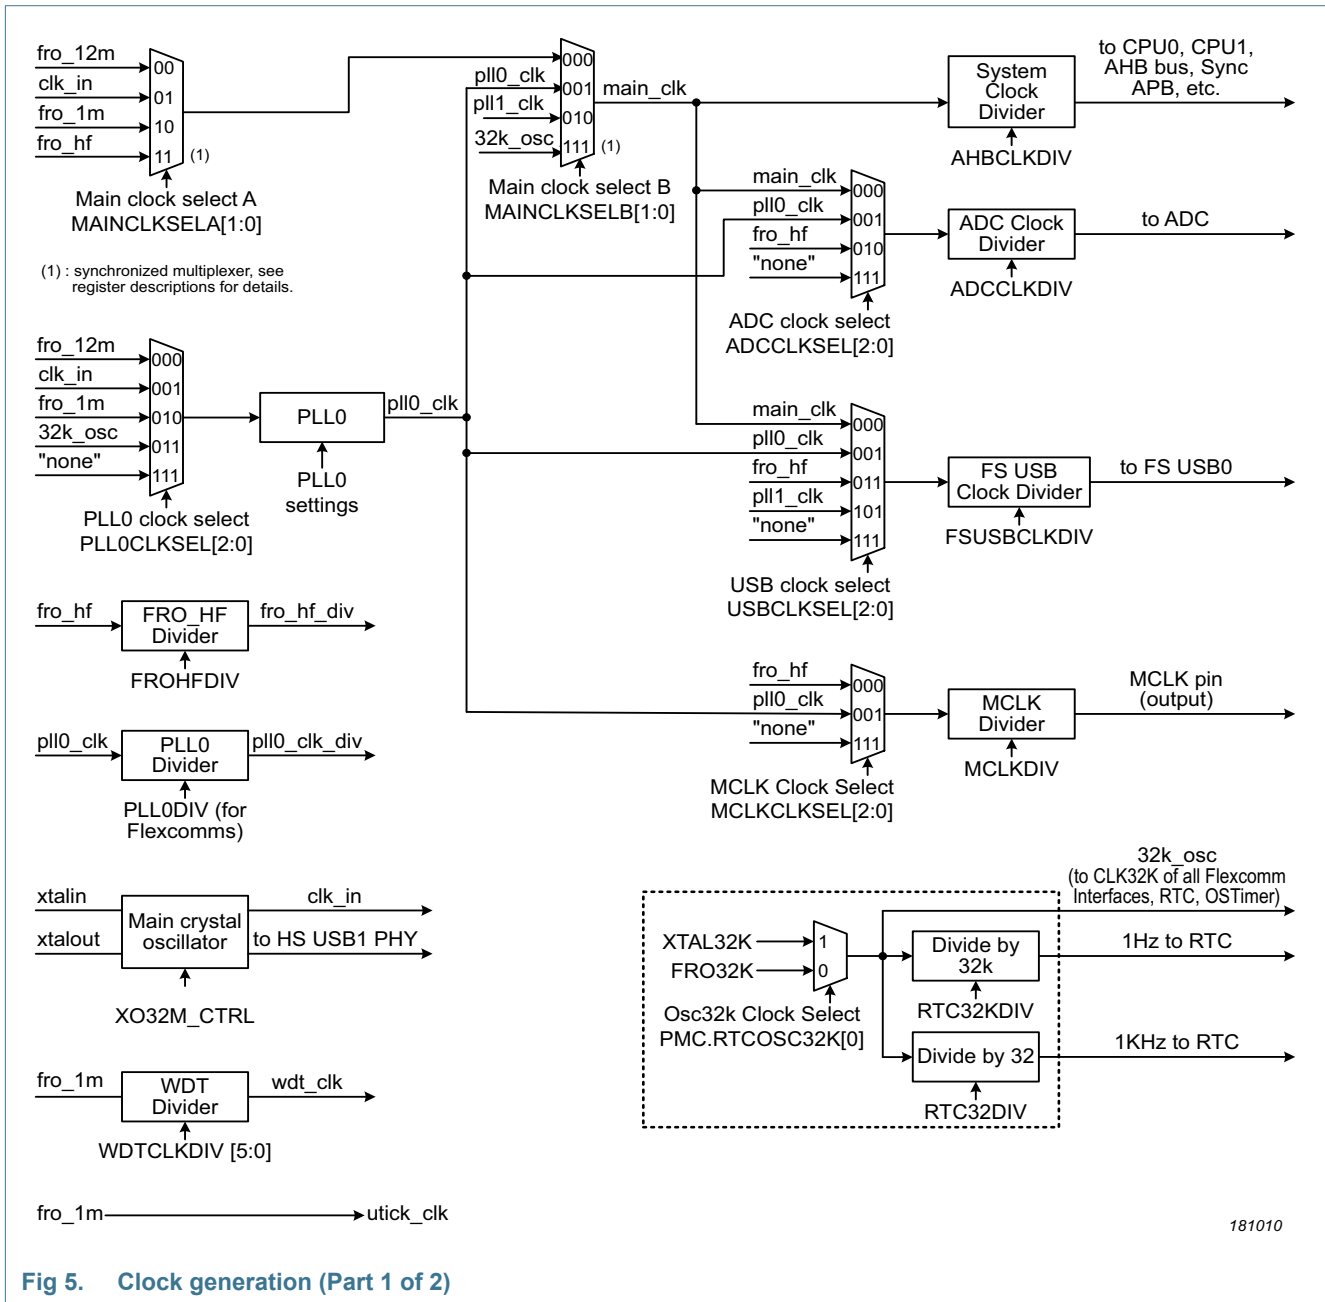 fro_12m
clk_in
fro_1m
fro_hf
00
01
10
11
(1)
Main clock select A
MAINCLKSELA[1:0]
(1) : synchronized multiplexer, see
register descriptions for details.
pll0_clk
pll1_clk
32k_osc
000
001
010
111
(1)
Main clock select B
MAINCLKSELB[1:0]
main_clk
System
Clock
Divider
AHBCLKDIV
to CPU0, CPU1,
AHB bus, Sync
APB, etc.
main_clk
pll0_clk
fro_hf
"none"
000
001
010
111
ADC clock select
ADCCLKSEL[2:0]
ADC Clock
Divider
ADCCLKDIV
to ADC
fro_12m
clk_in
fro_1m
32k_osc
"none"
000
001
010
011
111
PLL0 clock select
PLL0CLKSEL[2:0]
PLL0
PLL0
settings
pll0_clk
main_clk
pll0_clk
fro_hf
pll1_clk
"none"
000
001
011
101
111
USB clock select
USBCLKSEL[2:0]
FS USB
Clock Divider
FSUSBCLKDIV
to FS USB0
fro_hf
FRO_HF
Divider
fro_hf_div
FROHFDIV
fro_hf
pll0_clk
"none"
000
001
111
MCLK Clock Select
MCLKCLKSEL[2:0]
MCLK
Divider
MCLKDIV
MCLK pin
(output)
pll0_clk
PLL0
Divider
pll0_clk_div
PLL0DIV (for
Flexcomms)
xtalin
xtalout
Main crystal
oscillator
clk_in
to HS USB1 PHY
XO32M_CTRL
XTAL32K
FRO32K
1
0
Osc32k Clock Select
PMC.RTCOSC32K[0]
32k_osc
(to CLK32K of all Flexcomm
Interfaces, RTC, OSTimer)
Divide by
32k
RTC32KDIV
1Hz to RTC
Divide by 32
RTC32DIV
1KHz to RTC
fro_1m
WDT
Divider
wdt_clk
WDTCLKDIV [5:0]
fro_1m
utick_clk
181010
Fig 5. Clock generation (Part 1 of 2)